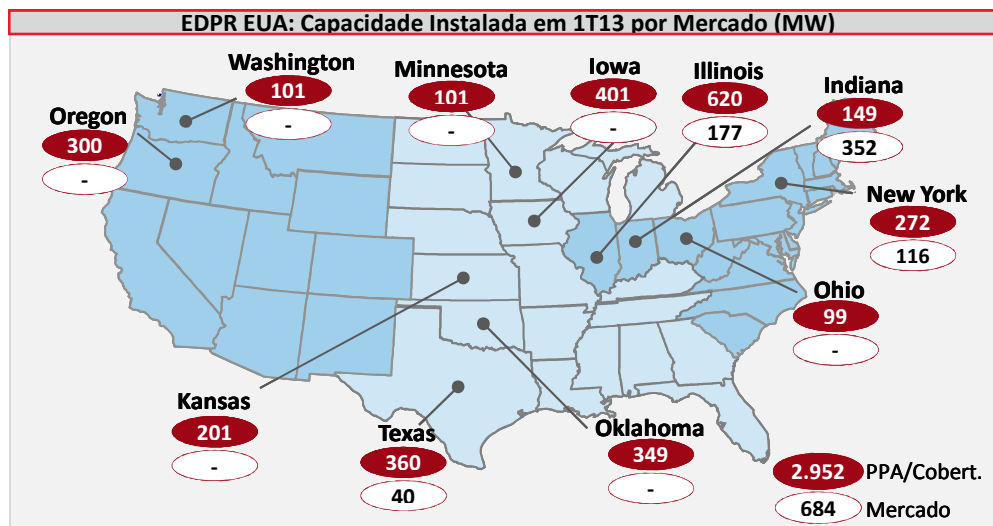 EDPR EUA: Capacidade Instalada em 1T13 por Mercado (MW)
Washington
101
-
Minnesota
101
-
Iowa
401
-
Illinois
620
177
Indiana
149
352
Oregon
300
-
New York
272
116
Ohio
99
-
Kansas
201
-
Texas
360
40
Oklahoma
349
-
2.952 PPA/Cobert.
684 Mercado